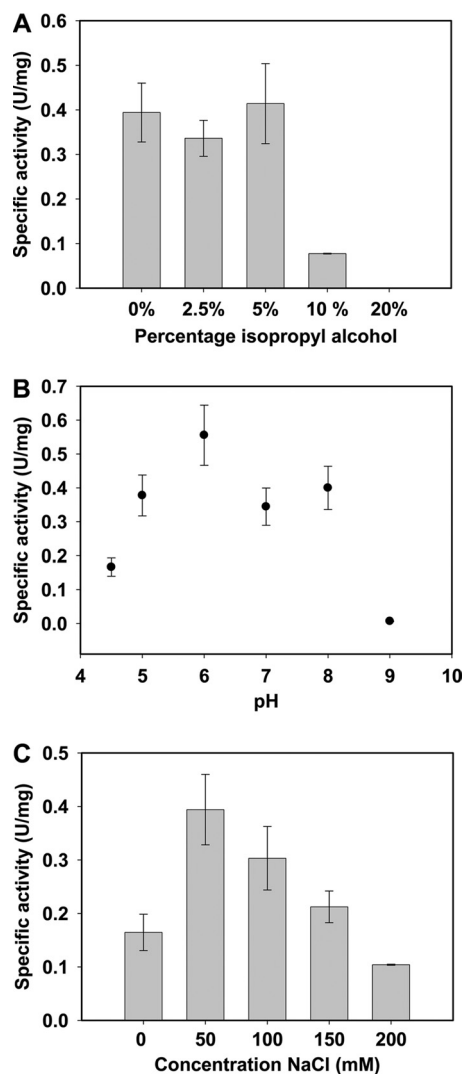 A
Specific activity (U/mg)
0.6
0.5
0.4
0.3
0.2
0.1
0.0
0% 2.5% 5% 10 % 20%
Percentage isopropyl alcohol
B
Specific activity (U/mg)
0.7
0.6
0.5
0.4
0.3
0.2
0.1
0.0
4 5 6 7 8 9 10
pH
C
Specific activity (U/mg)
0.5
0.4
0.3
0.2
0.1
0.0
0 50 100 150 200
Concentration NaCl (mM)